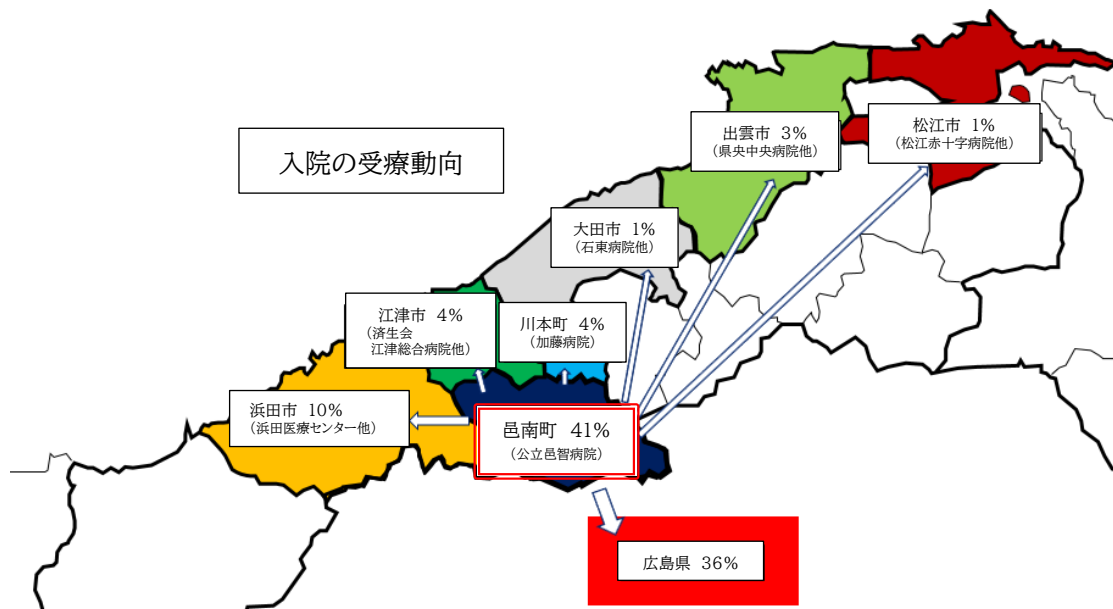 入院の受療動向
出雲市 3%
(県央中央病院他)
松江市 1%
(松江赤十字病院他)
大田市 1%
(石東病院他)
江津市 4%
(済生会
江津総合病院他)
川本町 4%
(加藤病院)
浜田市 10%
(浜田医療センター他)
邑南町 41%
(公立邑智病院)
広島県 36%